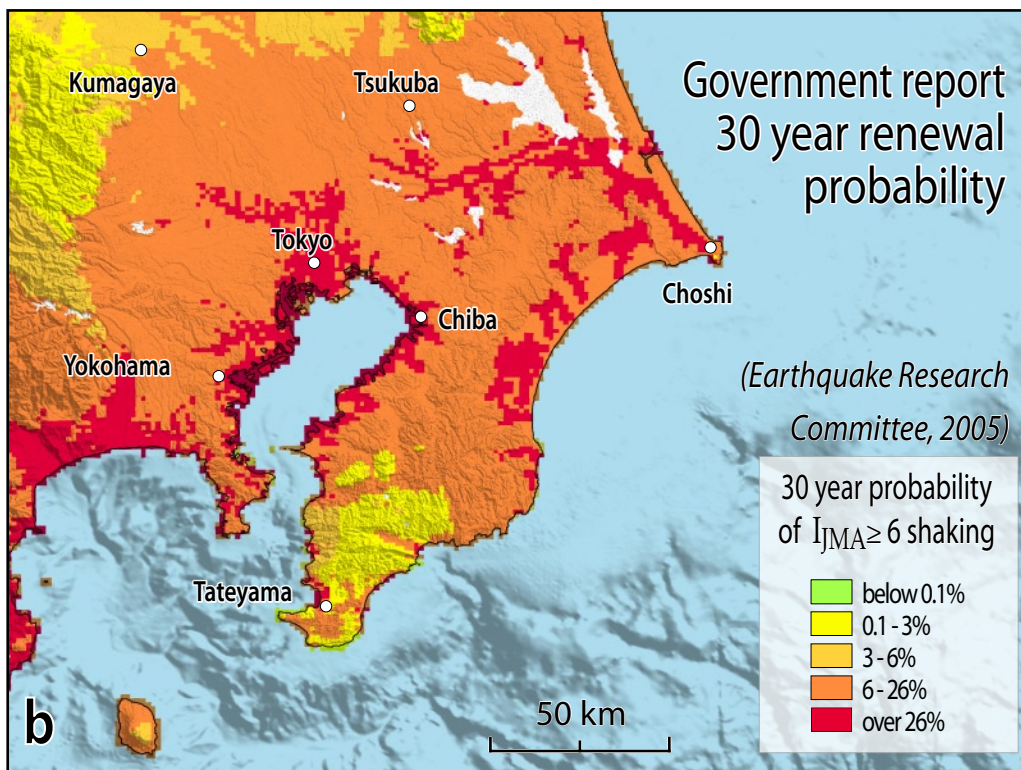 Kumagaya
Tsukuba
Government report
30 year renewal
probability
Tokyo
Choshi
Chiba
Yokohama
(Earthquake Research
Committee, 2005)
30 year probability
of IJMA≥ 6 shaking
Tateyama
below 0.1%
0.1 - 3%
3 - 6%
6 - 26%
over 26%
b
50 km